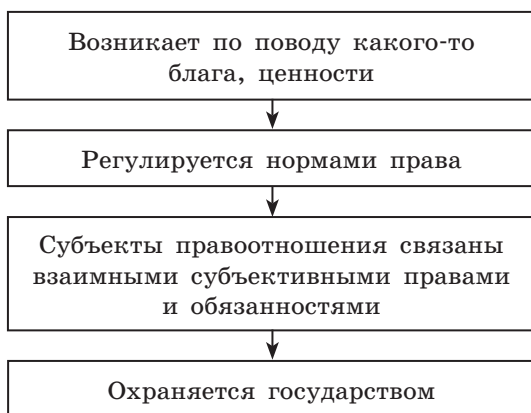 Возникает по поводу какого-то
блага, ценности
Регулируется нормами права
Субъекты правоотношения связаны
взаимными субъективными правами
и обязанностями
Охраняется государством